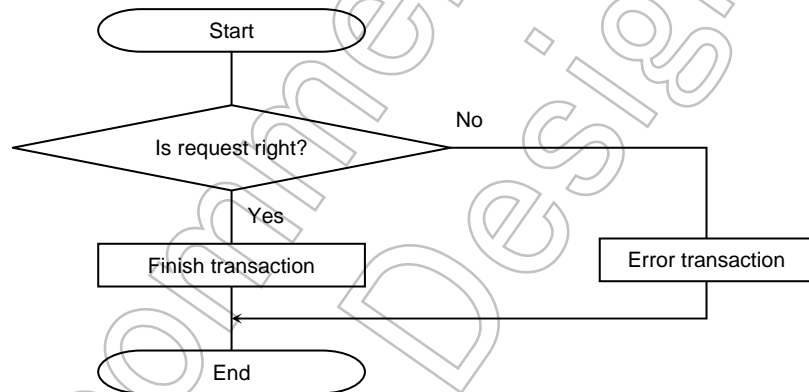 Start
Is request right?
No
Yes
Finish transaction
Error transaction
End